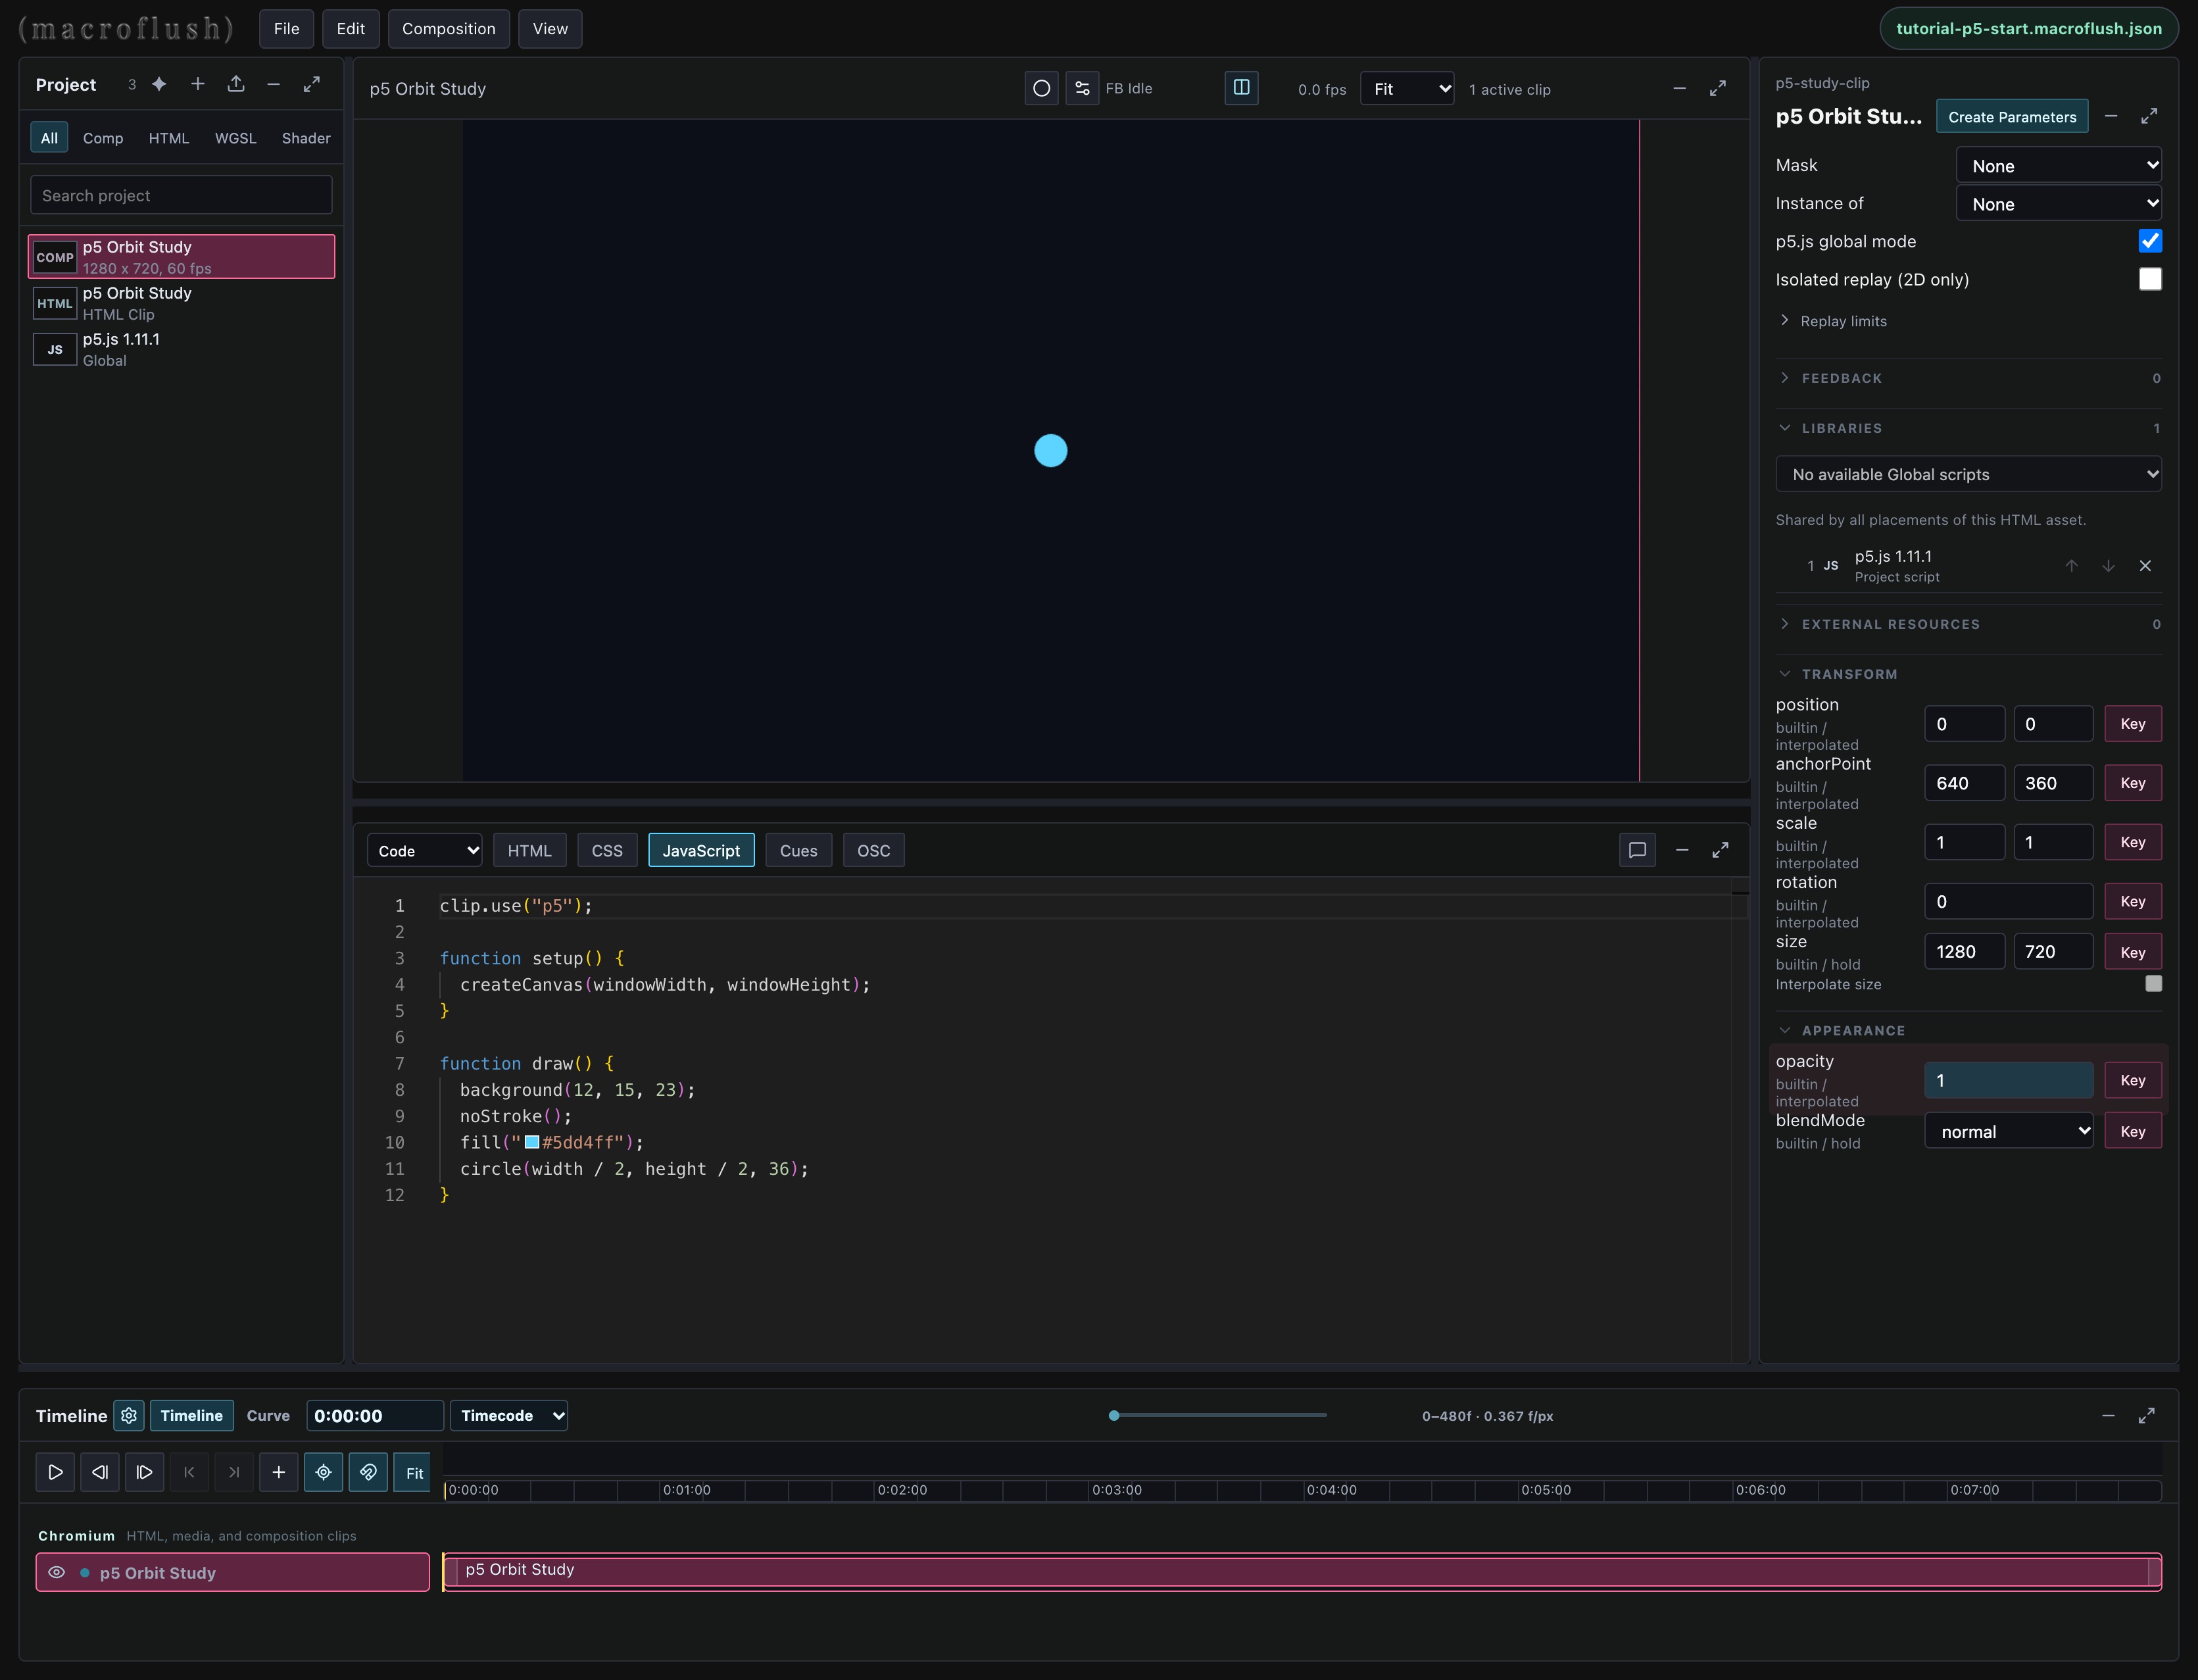 (macroflush)
File Edit Composition View
tutorial-p5-start.macroflush.json
Project 3
All Comp HTML WGSL Shader
Search project
COMP p5 Orbit Study
1280 x 720, 60 fps
HTML p5 Orbit Study
HTML Clip
JS p5.js 1.11.1
Global
p5 Orbit Study
FB Idle
0.0 fps Fit 1 active clip
Code HTML CSS JavaScript Cues OSC
1 clip.use("p5");
2
3 function setup() {
4 createCanvas(windowWidth, windowHeight);
5 }
6
7 function draw() {
8 background(12, 15, 23);
9 noStroke();
10 fill("#5dd4ff");
11 circle(width / 2, height / 2, 36);
12 }
p5-study-clip
p5 Orbit Stu... Create Parameters
Mask None
Instance of None
p5.js global mode
Isolated replay (2D only)
Replay limits
FEEDBACK 0
LIBRARIES 1
No available Global scripts
Shared by all placements of this HTML asset.
1 JS p5.js 1.11.1
Project script
EXTERNAL RESOURCES 0
TRANSFORM
position
builtin /
interpolated
0 0 Key
anchorPoint
builtin /
interpolated
640 360 Key
scale
builtin /
interpolated
1 1 Key
rotation
builtin /
interpolated
0 Key
size
builtin / hold
1280 720 Key
Interpolate size
APPEARANCE
opacity
builtin /
interpolated
1 Key
blendMode
builtin / hold
normal Key
Timeline Timeline Curve 0:00:00 Timecode 0–480f · 0.367 f/px
Fit
0:00:00 0:01:00 0:02:00 0:03:00 0:04:00 0:05:00 0:06:00 0:07:00
Chromium HTML, media, and composition clips
p5 Orbit Study
p5 Orbit Study